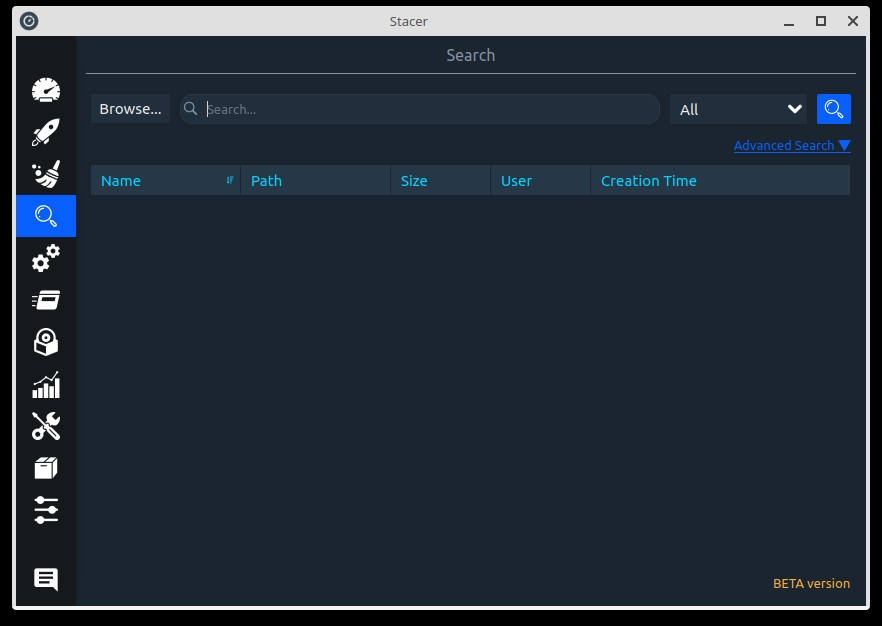 Stacer
Search
Browse... Search... All
Advanced Search ▼
Name Path Size User Creation Time
BETA version